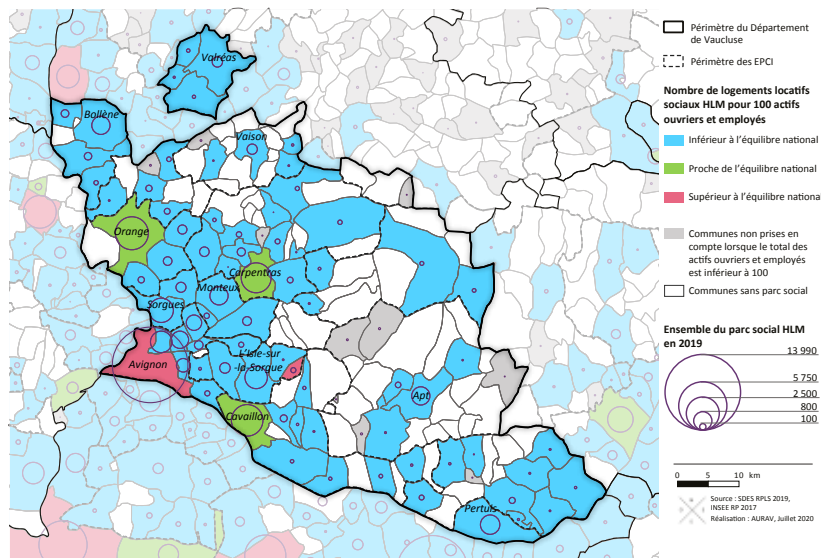 Valréas
Bollène
Vaison
Orange
Carpentras
Monteux
Sorgues
Avignon
L'Isle-sur
-la-Sorgue
Cavaillon
Apt
Pertuis
Périmètre du Département
de Vaucluse
Périmètre des EPCI
Nombre de logements locatifs
sociaux HLM pour 100 actifs
ouvriers et employés
Inférieur à l'équilibre national
Proche de l'équilibre national
Supérieur à l'équilibre nationa
Communes non prises en
compte lorsque le total des
actifs ouvriers et employés
est inférieur à 100
Communes sans parc social
Ensemble du parc social HLM
en 2019
13 990
5 750
2 500
800
100
0 5 10 km
Source : SDES RPLS 2019,
INSEE RP 2017
Réalisation : AURAV, Juillet 2020